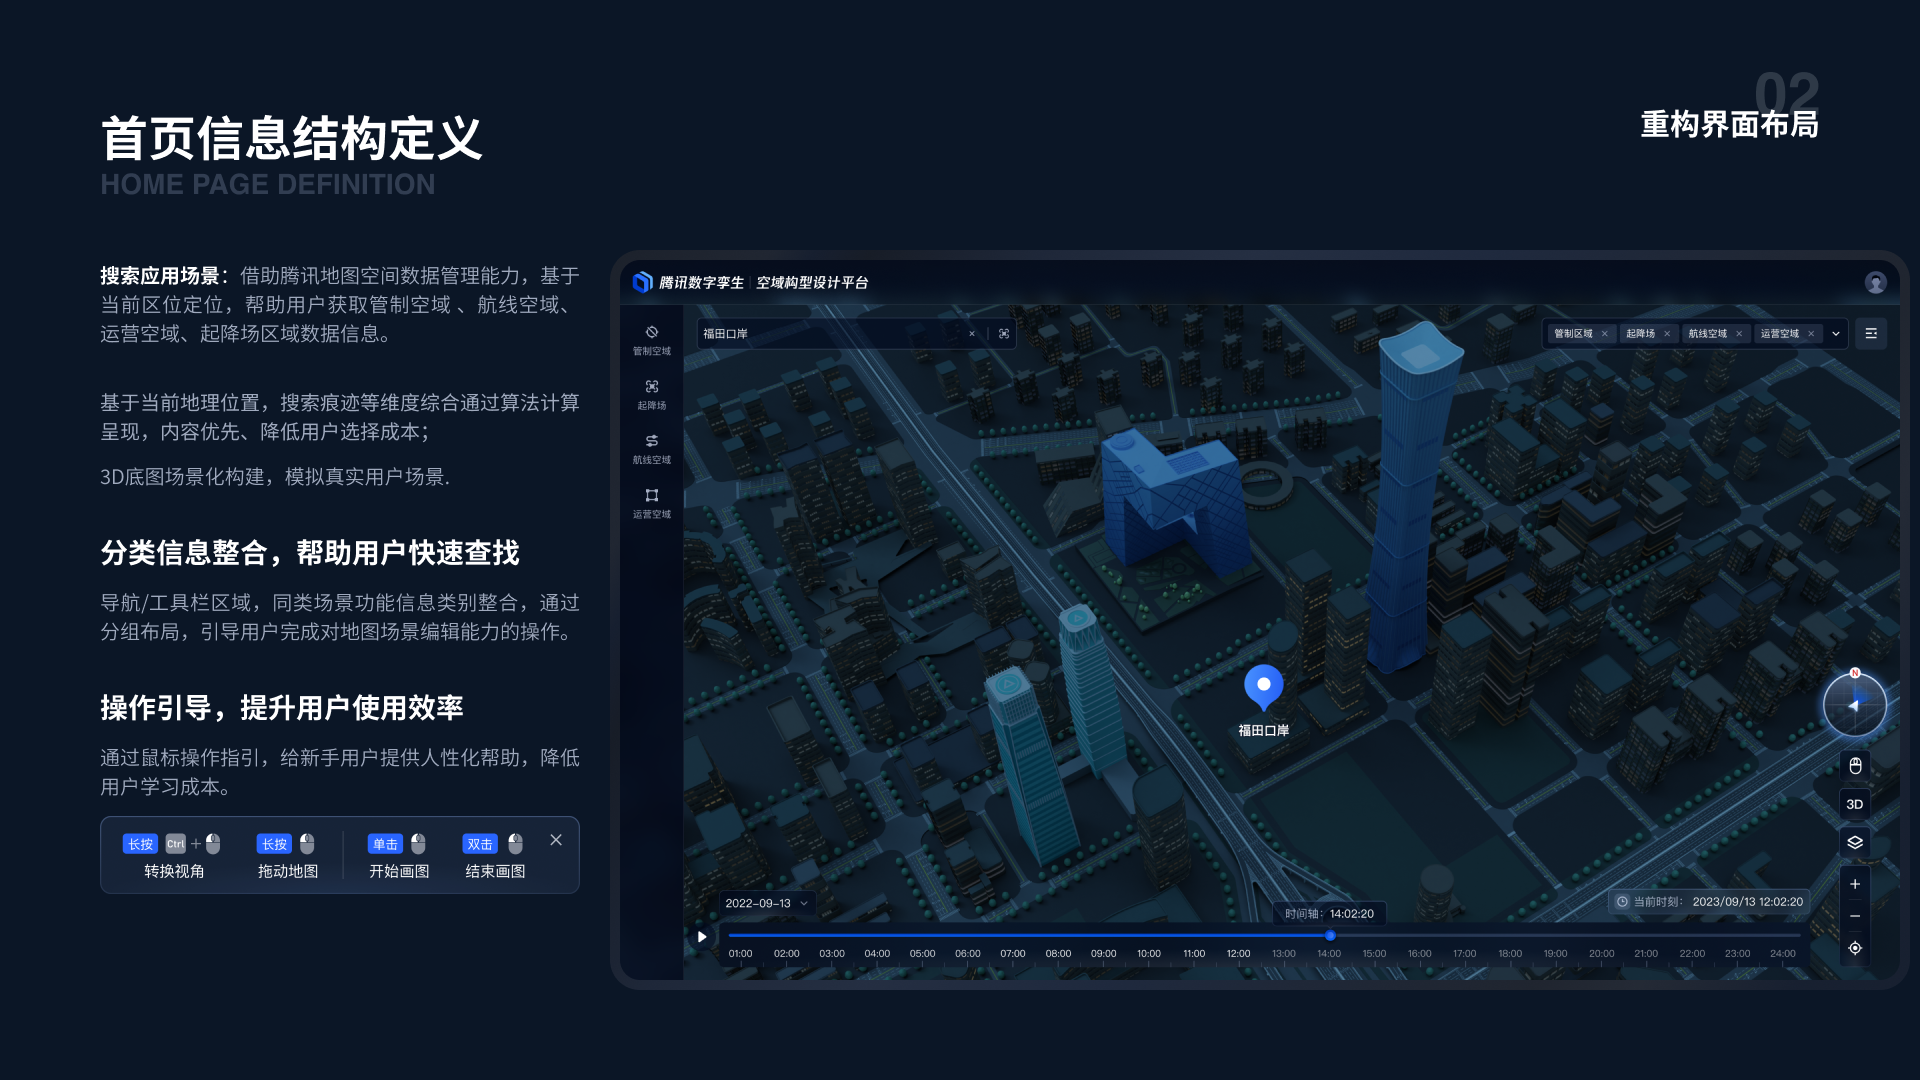 02
重构界面布局
首页信息结构定义
HOME PAGE DEFINITION
搜索应用场景：借助腾讯地图空间数据管理能力，基于
当前区位定位，帮助用户获取管制空域 、航线空域、
运营空域、起降场区域数据信息。
基于当前地理位置，搜索痕迹等维度综合通过算法计算
呈现，内容优先、降低用户选择成本；
3D底图场景化构建，模拟真实用户场景.
分类信息整合，帮助用户快速查找
导航/工具栏区域，同类场景功能信息类别整合，通过
分组布局，引导用户完成对地图场景编辑能力的操作。
操作引导，提升用户使用效率
通过鼠标操作指引，给新手用户提供人性化帮助，降低
用户学习成本。
长按 Ctrl + 长按 单击 双击
转换视角 拖动地图 开始画图 结束画图
腾讯数字孪生 | 空域构型设计平台
管制空域
起降场
航线空域
运营空域
福田口岸 ×
管制区域 × 起降场 × 航线空域 × 运营空域 ×
福田口岸
N
3D
+
−
2022-09-13
时间轴：14:02:20
当前时刻： 2023/09/13 12:02:20
01:00 02:00 03:00 04:00 05:00 06:00 07:00 08:00 09:00 10:00 11:00 12:00 13:00 14:00 15:00 16:00 17:00 18:00 19:00 20:00 21:00 22:00 23:00 24:00